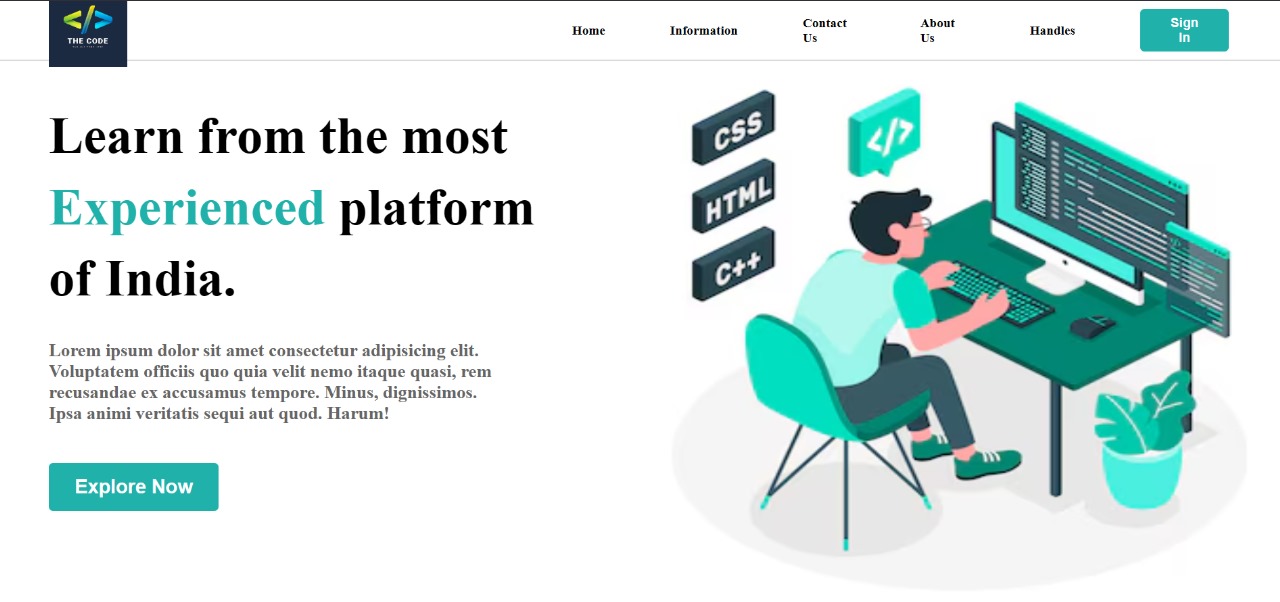 THE CODE
Home
Information
Contact
Us
About
Us
Handles
Sign
In
Learn from the most
Experienced platform
of India.
Lorem ipsum dolor sit amet consectetur adipisicing elit.
Voluptatem officiis quo quia velit nemo itaque quasi, rem
recusandae ex accusamus tempore. Minus, dignissimos.
Ipsa animi veritatis sequi aut quod. Harum!
Explore Now
CSS
HTML
C++
</>